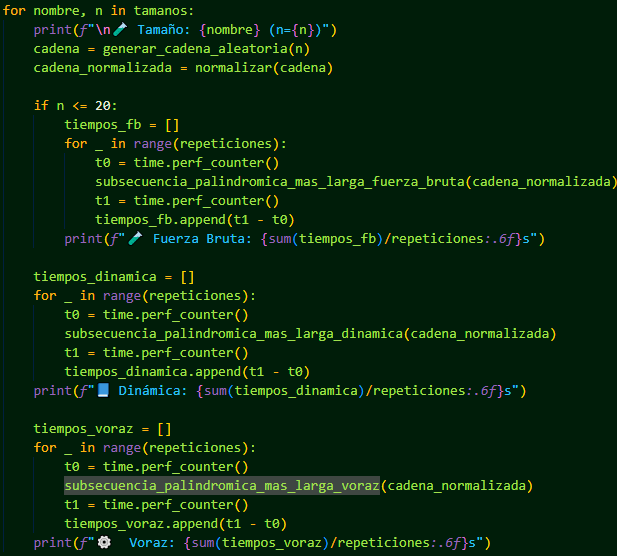 for nombre, n in tamanos:
    print(f"\n🧪 Tamaño: {nombre} (n={n})")
    cadena = generar_cadena_aleatoria(n)
    cadena_normalizada = normalizar(cadena)

    if n <= 20:
        tiempos_fb = []
        for _ in range(repeticiones):
            t0 = time.perf_counter()
            subsecuencia_palindromica_mas_larga_fuerza_bruta(cadena_normalizada)
            t1 = time.perf_counter()
            tiempos_fb.append(t1 - t0)
        print(f"🧪 Fuerza Bruta: {sum(tiempos_fb)/repeticiones:.6f}s")

    tiempos_dinamica = []
    for _ in range(repeticiones):
        t0 = time.perf_counter()
        subsecuencia_palindromica_mas_larga_dinamica(cadena_normalizada)
        t1 = time.perf_counter()
        tiempos_dinamica.append(t1 - t0)
    print(f"📘 Dinámica: {sum(tiempos_dinamica)/repeticiones:.6f}s")

    tiempos_voraz = []
    for _ in range(repeticiones):
        t0 = time.perf_counter()
        subsecuencia_palindromica_mas_larga_voraz(cadena_normalizada)
        t1 = time.perf_counter()
        tiempos_voraz.append(t1 - t0)
    print(f"⚙️  Voraz: {sum(tiempos_voraz)/repeticiones:.6f}s")